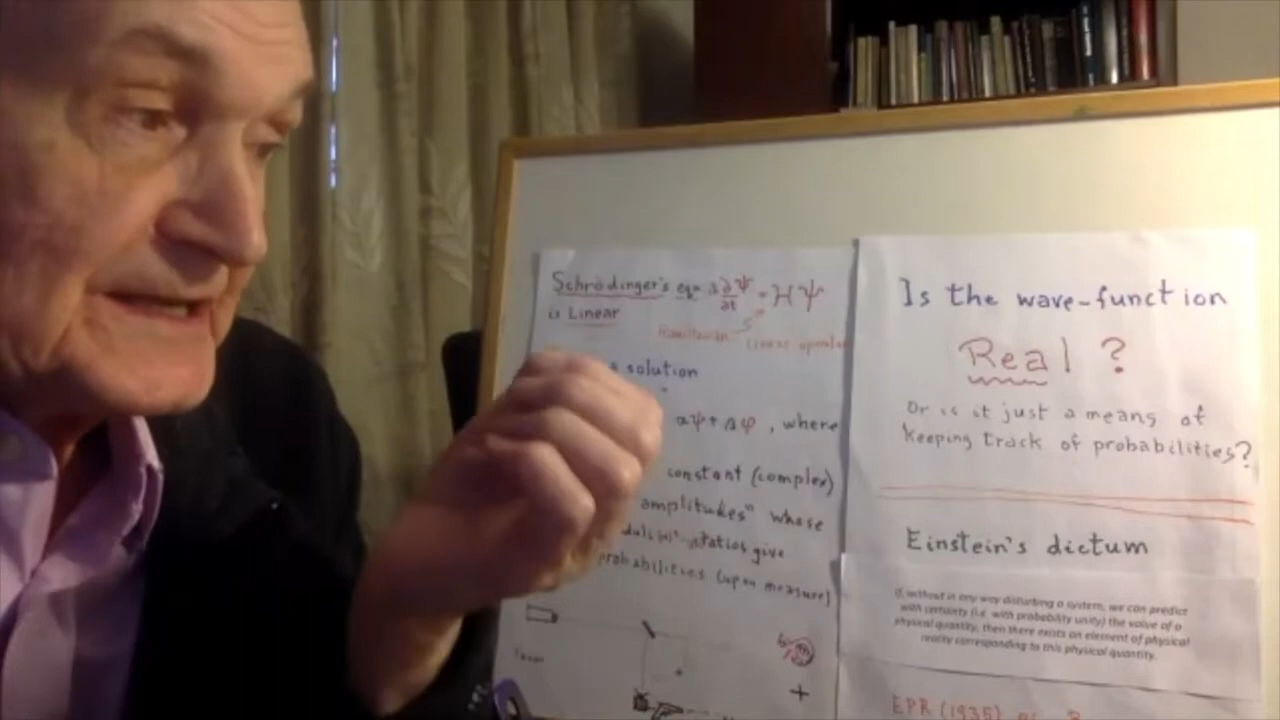 Schrödinger's eqn i∂Ψ/∂t = HΨ
is Linear
Hamiltonian linear operator
a solution
αψ+βφ, where
constant (complex)
amplitudes" whose
ratios give
probabilities (upon measure)
laser
+
Is the wave-function
Real?
Or is it just a means of
keeping track of probabilities?
Einstein's dictum
If, without in any way disturbing a system, we can predict
with certainty (i.e. with probability unity) the value of a
physical quantity, then there exists an element of physical
reality corresponding to this physical quantity.
EPR (1935)